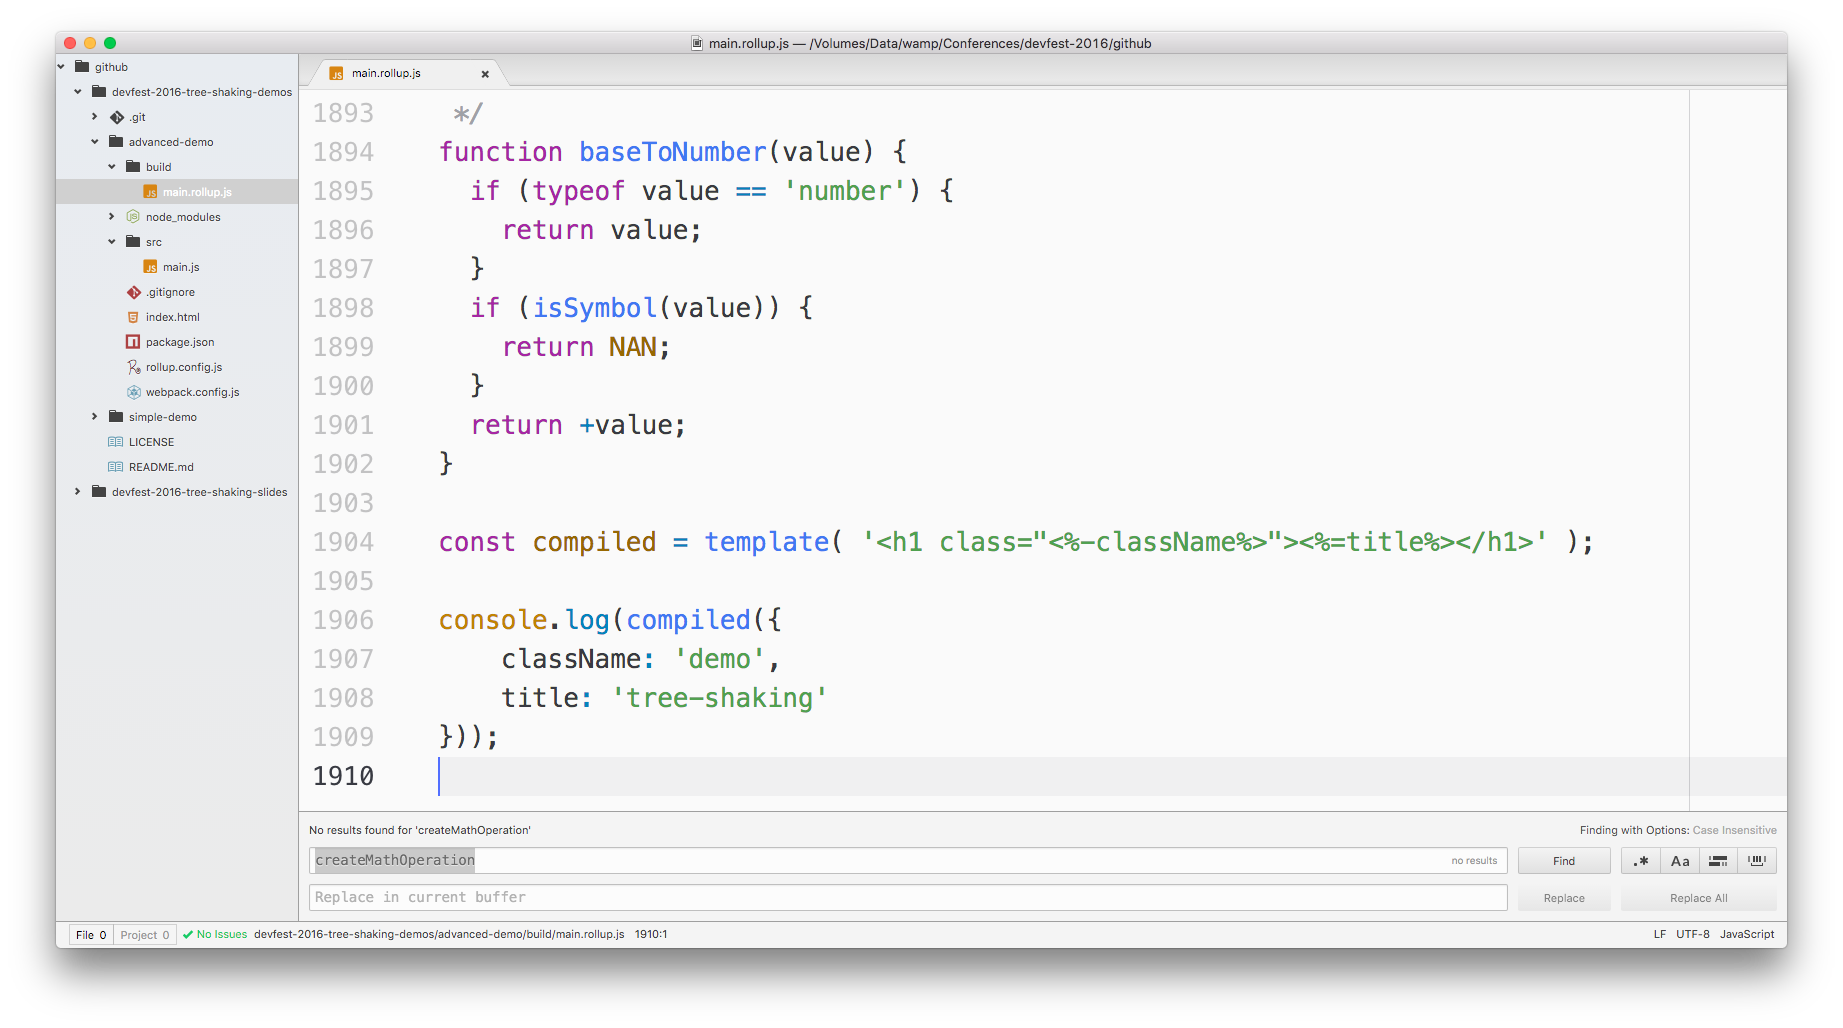 main.rollup.js — /Volumes/Data/wamp/Conferences/devfest-2016/github
github
devfest-2016-tree-shaking-demos
.git
advanced-demo
build
main.rollup.js
node_modules
src
main.js
.gitignore
index.html
package.json
rollup.config.js
webpack.config.js
simple-demo
LICENSE
README.md
devfest-2016-tree-shaking-slides
main.rollup.js
1893 */
1894 function baseToNumber(value) {
1895 if (typeof value == 'number') {
1896 return value;
1897 }
1898 if (isSymbol(value)) {
1899 return NAN;
1900 }
1901 return +value;
1902 }
1903
1904 const compiled = template( '<h1 class="<%-className%>"><%=title%></h1>' );
1905
1906 console.log(compiled({
1907 className: 'demo',
1908 title: 'tree-shaking'
1909 }));
1910
No results found for 'createMathOperation' Finding with Options: Case Insensitive
createMathOperation no results Find .* Aa
Replace in current buffer Replace Replace All
File 0 Project 0 No Issues devfest-2016-tree-shaking-demos/advanced-demo/build/main.rollup.js 1910:1 LF UTF-8 JavaScript